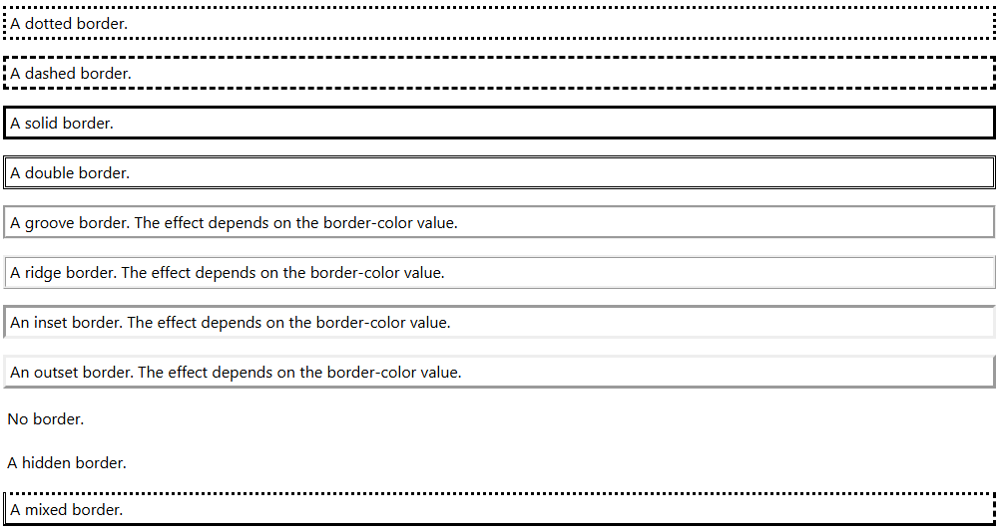 A dotted border.
A dashed border.
A solid border.
A double border.
A groove border. The effect depends on the border-color value.
A ridge border. The effect depends on the border-color value.
An inset border. The effect depends on the border-color value.
An outset border. The effect depends on the border-color value.
No border.
A hidden border.
A mixed border.